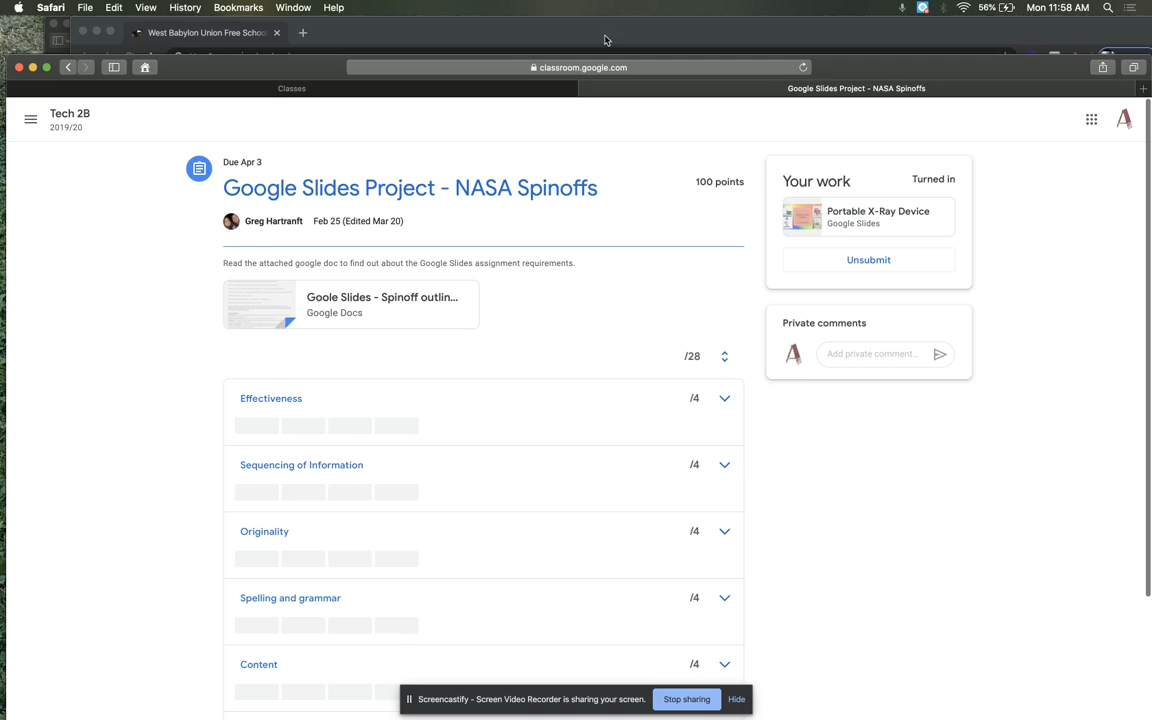 Safari File Edit View History Bookmarks Window Help 56% Mon 11:58 AM
West Babylon Union Free Schoo
classroom.google.com
Classes Google Slides Project - NASA Spinoffs
Tech 2B
2019/20
Due Apr 3
Google Slides Project - NASA Spinoffs 100 points
Greg Hartranft Feb 25 (Edited Mar 20)
Read the attached google doc to find out about the Google Slides assignment requirements.
Goole Slides - Spinoff outlin...
Google Docs
/28
Effectiveness /4
Sequencing of Information /4
Originality /4
Spelling and grammar /4
Content /4
Your work Turned in
Portable X-Ray Device
Google Slides
Unsubmit
Private comments
Add private comment...
Screencastify - Screen Video Recorder is sharing your screen. Stop sharing Hide